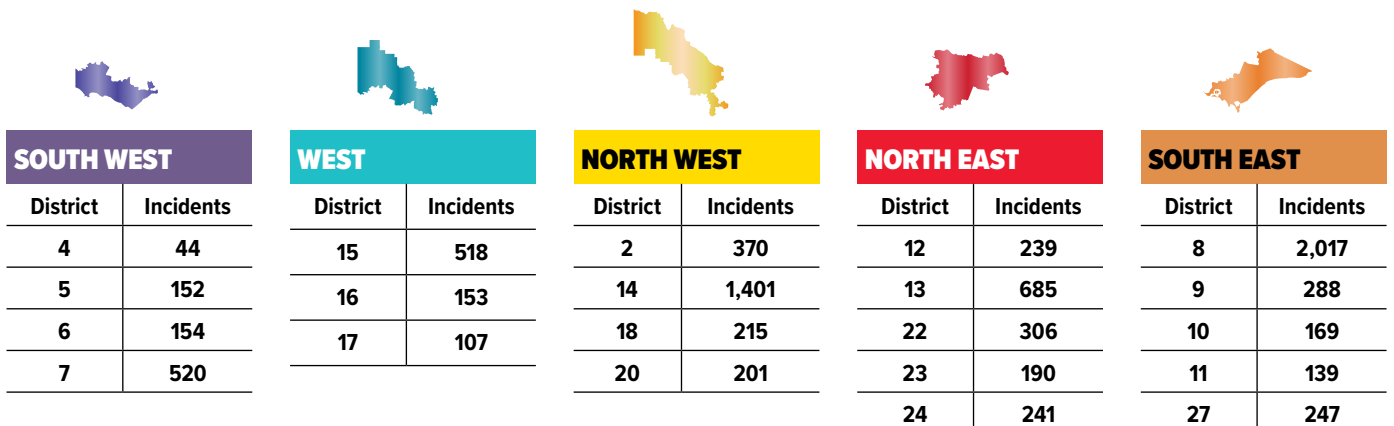 SOUTH WEST
District Incidents
4 44
5 152
6 154
7 520
WEST
District Incidents
15 518
16 153
17 107
NORTH WEST
District Incidents
2 370
14 1,401
18 215
20 201
NORTH EAST
District Incidents
12 239
13 685
22 306
23 190
24 241
SOUTH EAST
District Incidents
8 2,017
9 288
10 169
11 139
27 247